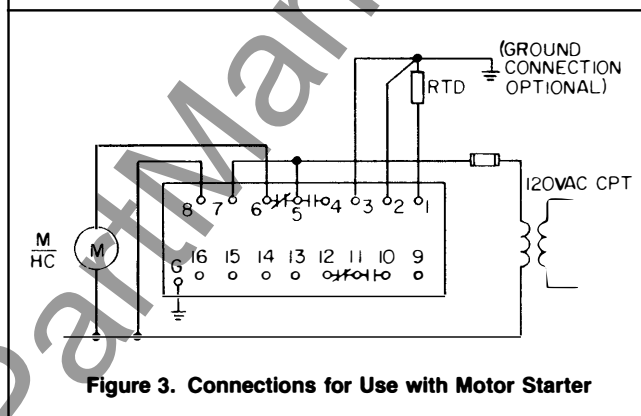 (GROUND
CONNECTION
OPTIONAL)
RTD
120VAC CPT
8 7 6 5 4 3 2 1
M
HC
M
G 16 15 14 13 12 11 10 9
Figure 3. Connections for Use with Motor Starter